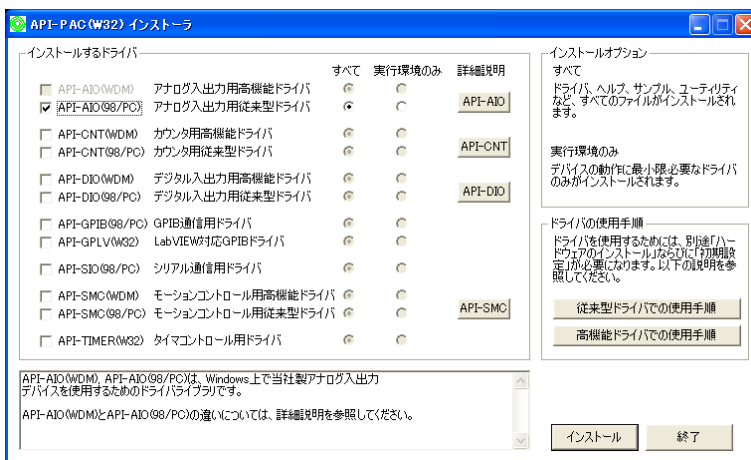 API-PAC(W32) インストーラ
インストールするドライバ
すべて 実行環境のみ 詳細説明
API-AIO(WDM) アナログ入出力用高機能ドライバ
API-AIO(98/PC) アナログ入出力用従来型ドライバ
API-AIO
API-CNT(WDM) カウンタ用高機能ドライバ
API-CNT(98/PC) カウンタ用従来型ドライバ
API-CNT
API-DIO(WDM) デジタル入出力用高機能ドライバ
API-DIO(98/PC) デジタル入出力用従来型ドライバ
API-DIO
API-GPIB(98/PC) GPIB通信用ドライバ
API-GPLV(W32) LabVIEW対応GPIBドライバ
API-SIO(98/PC) シリアル通信用ドライバ
API-SMC(WDM) モーションコントロール用高機能ドライバ
API-SMC(98/PC) モーションコントロール用従来型ドライバ
API-SMC
API-TIMER(W32) タイマコントロール用ドライバ
インストールオプション
すべて
ドライバ、ヘルプ、サンプル、ユーティリティ
など、すべてのファイルがインストールされ
ます。
実行環境のみ
デバイスの動作に最小限必要なドライバ
のみがインストールされます。
ドライバの使用手順
ドライバを使用するためには、別途「ハー
ドウェアのインストール」ならびに「初期設
定」が必要になります。以下の説明を参
照してください。
従来型ドライバでの使用手順
高機能ドライバでの使用手順
API-AIO(WDM), API-AIO(98/PC)は、Windows上で当社製アナログ入出力
デバイスを使用するためのドライバライブラリです。
API-AIO(WDM)とAPI-AIO(98/PC)の違いについては、詳細説明を参照してください。
インストール 終了